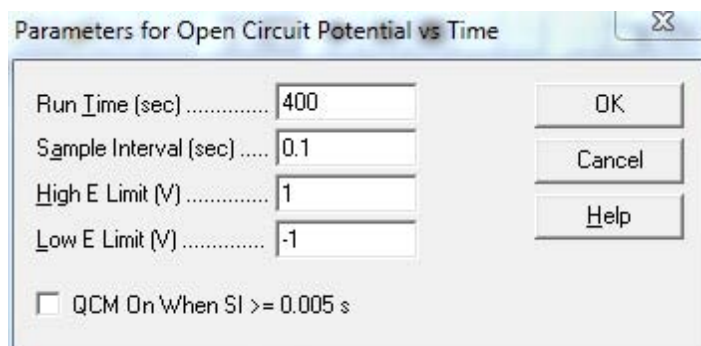 Parameters for Open Circuit Potential vs Time
Run Time (sec) .............. 400
OK
Sample Interval (sec) ..... 0.1
Cancel
High E Limit (V) .............. 1
Help
Low E Limit (V) .............. -1
QCM On When SI >= 0.005 s